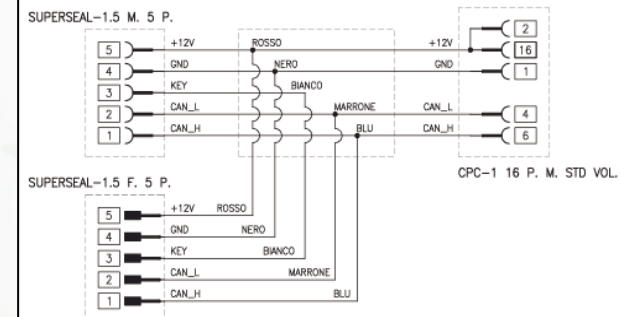 SUPERSEAL-1.5 M. 5 P.
5 +12V ROSSO +12V 2
16
4 GND NERO GND 1
3 KEY BIANCO
2 CAN_L MARRONE CAN_L 4
1 CAN_H BLU CAN_H 6
CPC-1 16 P. M. STD VOL.
SUPERSEAL-1.5 F. 5 P.
5 +12V ROSSO
4 GND NERO
3 KEY BIANCO
2 CAN_L MARRONE
1 CAN_H BLU